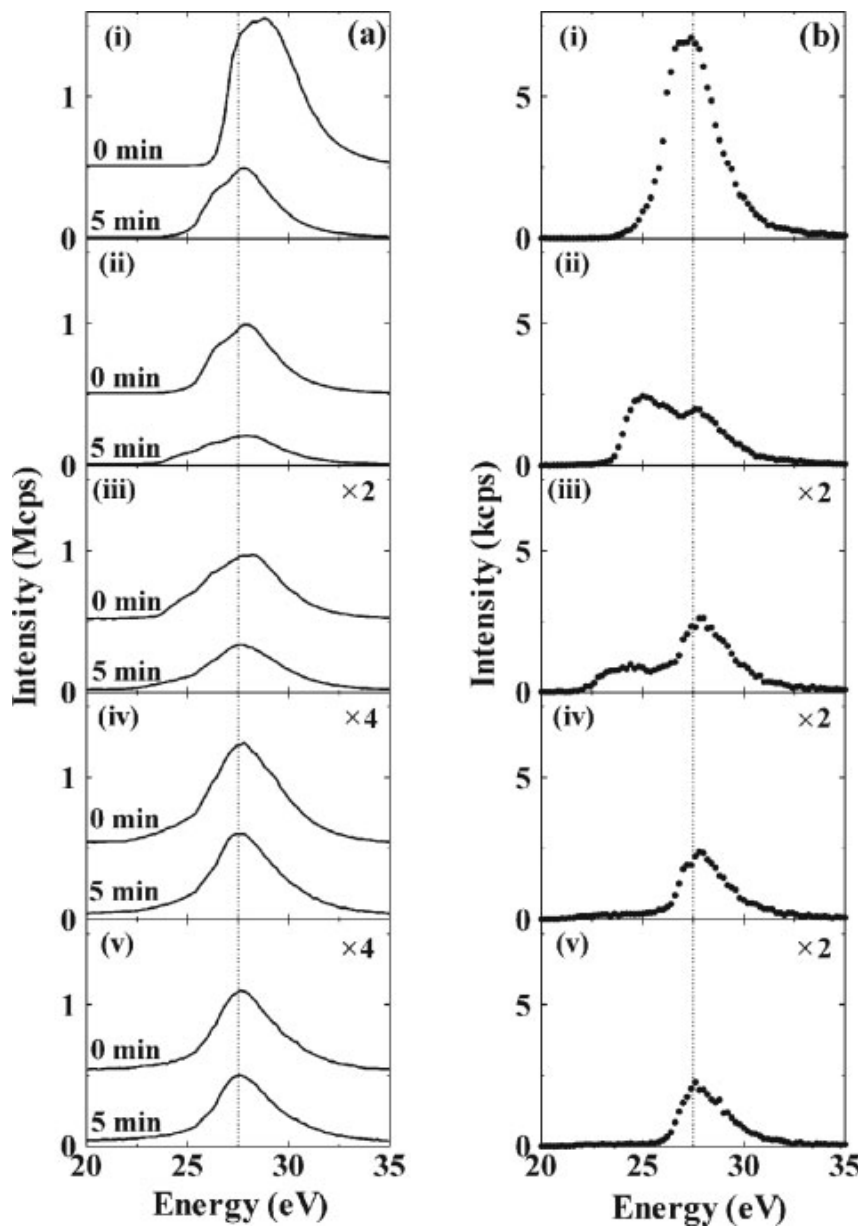 (i) (a)
1
0 min
5 min
0
(ii)
1
0 min
5 min
0
(iii) ×2
1
0 min
5 min
0
(iv) ×4
1
0 min
5 min
0
(v) ×4
1
0 min
5 min
0
20 25 30 35
Energy (eV)
Intensity (Mcps)
(i) (b)
5
0
(ii)
5
0
(iii) ×2
5
0
(iv) ×2
5
0
(v) ×2
5
0
20 25 30 35
Energy (eV)
Intensity (kcps)